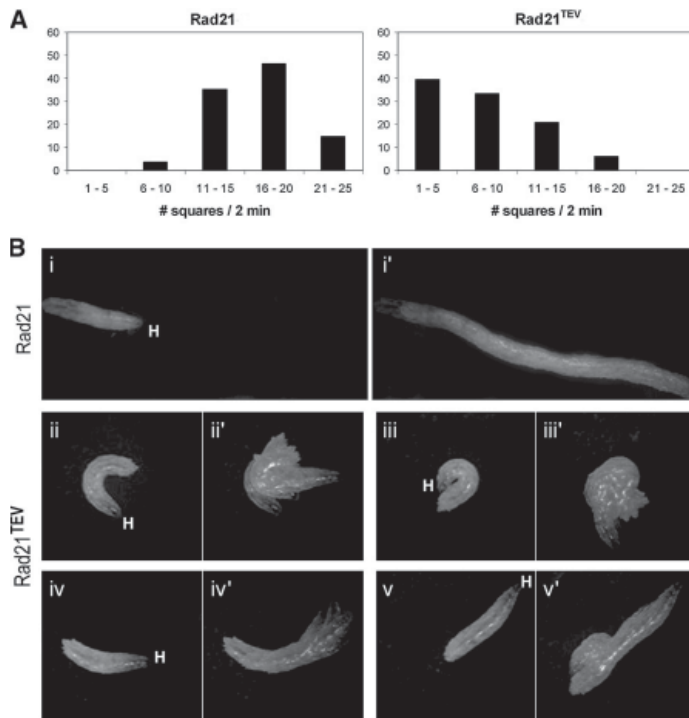 A
Rad21
Rad21TEV
60
50
40
30
20
10
0
1 - 5
6 - 10
11 - 15
16 - 20
21 - 25
# squares / 2 min
60
50
40
30
20
10
0
1 - 5
6 - 10
11 - 15
16 - 20
21 - 25
# squares / 2 min
B
Rad21
i
H
i'
Rad21TEV
ii
H
ii'
iii
H
iii'
iv
H
iv'
v
H
v'